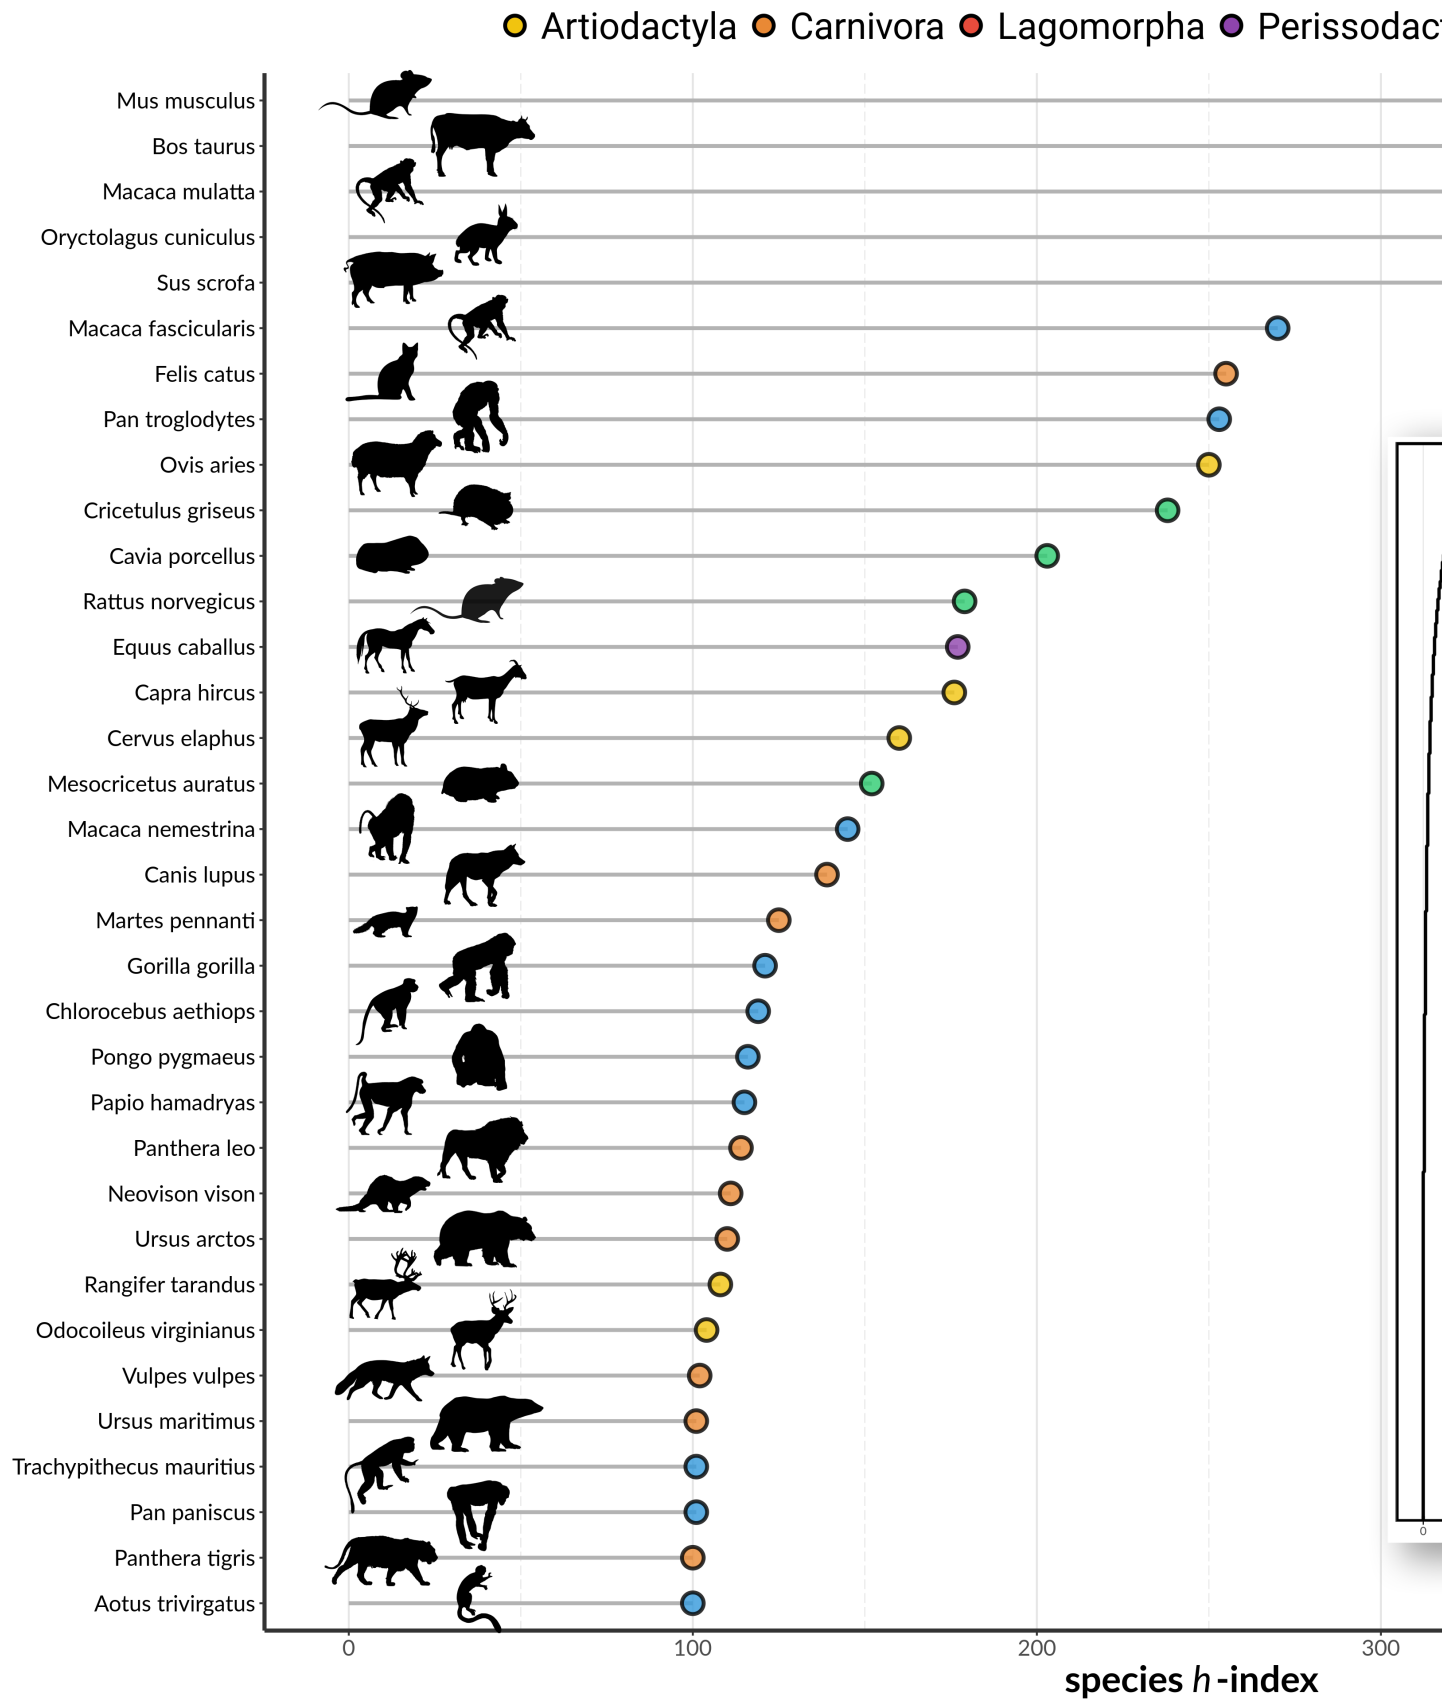 Artiodactyla Carnivora Lagomorpha Perissodact
Mus musculus
Bos taurus
Macaca mulatta
Oryctolagus cuniculus
Sus scrofa
Macaca fascicularis
Felis catus
Pan troglodytes
Ovis aries
Cricetulus griseus
Cavia porcellus
Rattus norvegicus
Equus caballus
Capra hircus
Cervus elaphus
Mesocricetus auratus
Macaca nemestrina
Canis lupus
Martes pennanti
Gorilla gorilla
Chlorocebus aethiops
Pongo pygmaeus
Papio hamadryas
Panthera leo
Neovison vison
Ursus arctos
Rangifer tarandus
Odocoileus virginianus
Vulpes vulpes
Ursus maritimus
Trachypithecus mauritius
Pan paniscus
0
Panthera tigris
Aotus trivirgatus
0 100 200 300
species h-index